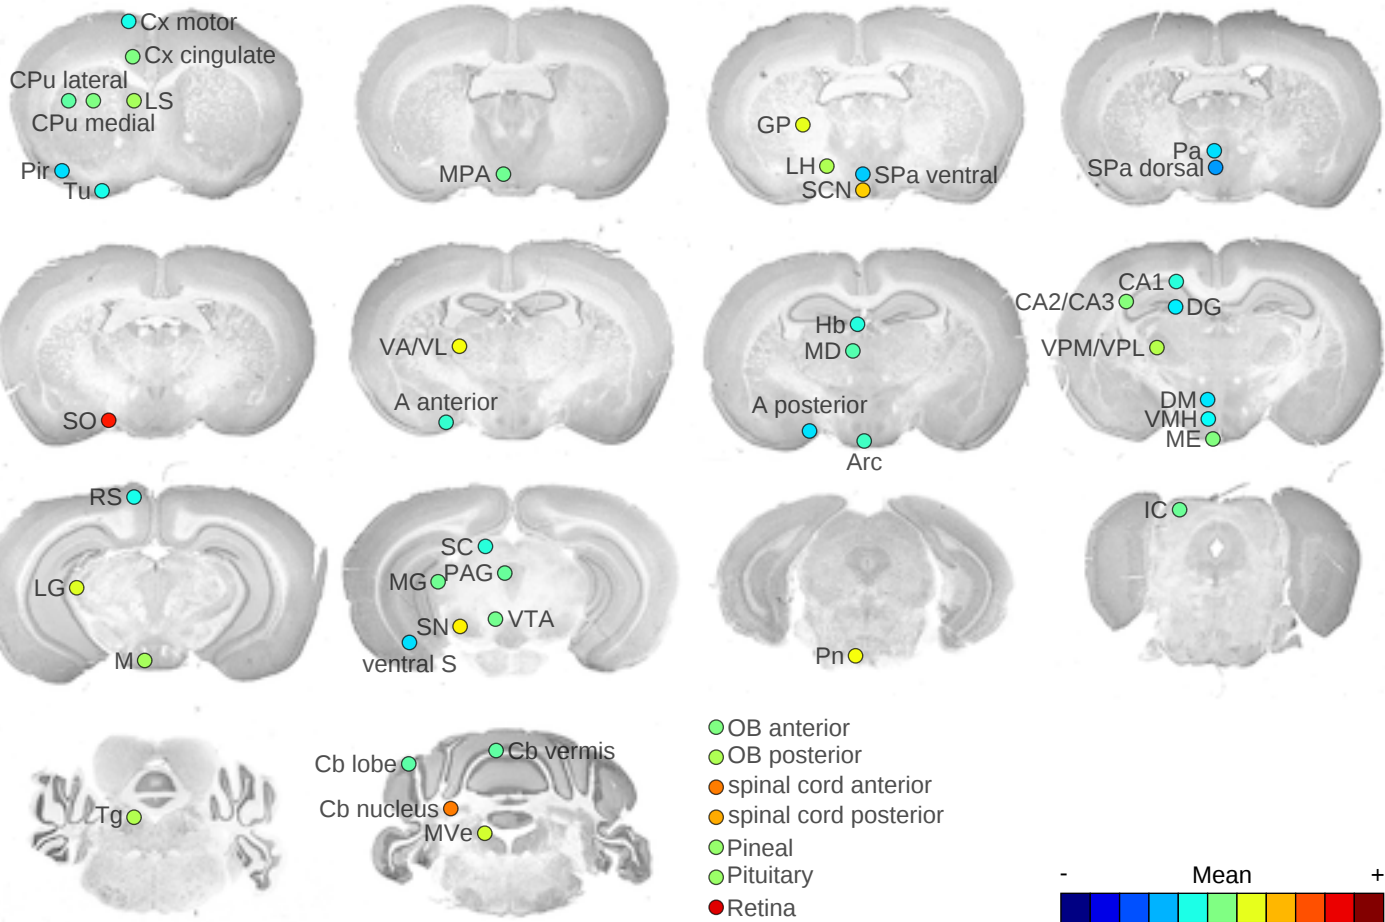 Cx motor
Cx cingulate
CPu lateral
LS
CPu medial
Pir
Tu
MPA
GP
LH
SPa ventral
SCN
Pa
SPa dorsal
SO
VA/VL
A anterior
Hb
MD
A posterior
Arc
CA1
CA2/CA3
DG
VPM/VPL
DM
VMH
ME
RS
LG
M
SC
MG
PAG
SN
VTA
ventral S
Pn
IC
Tg
Cb lobe
Cb vermis
Cb nucleus
MVe
OB anterior
OB posterior
spinal cord anterior
spinal cord posterior
Pineal
Pituitary
Retina
- Mean +